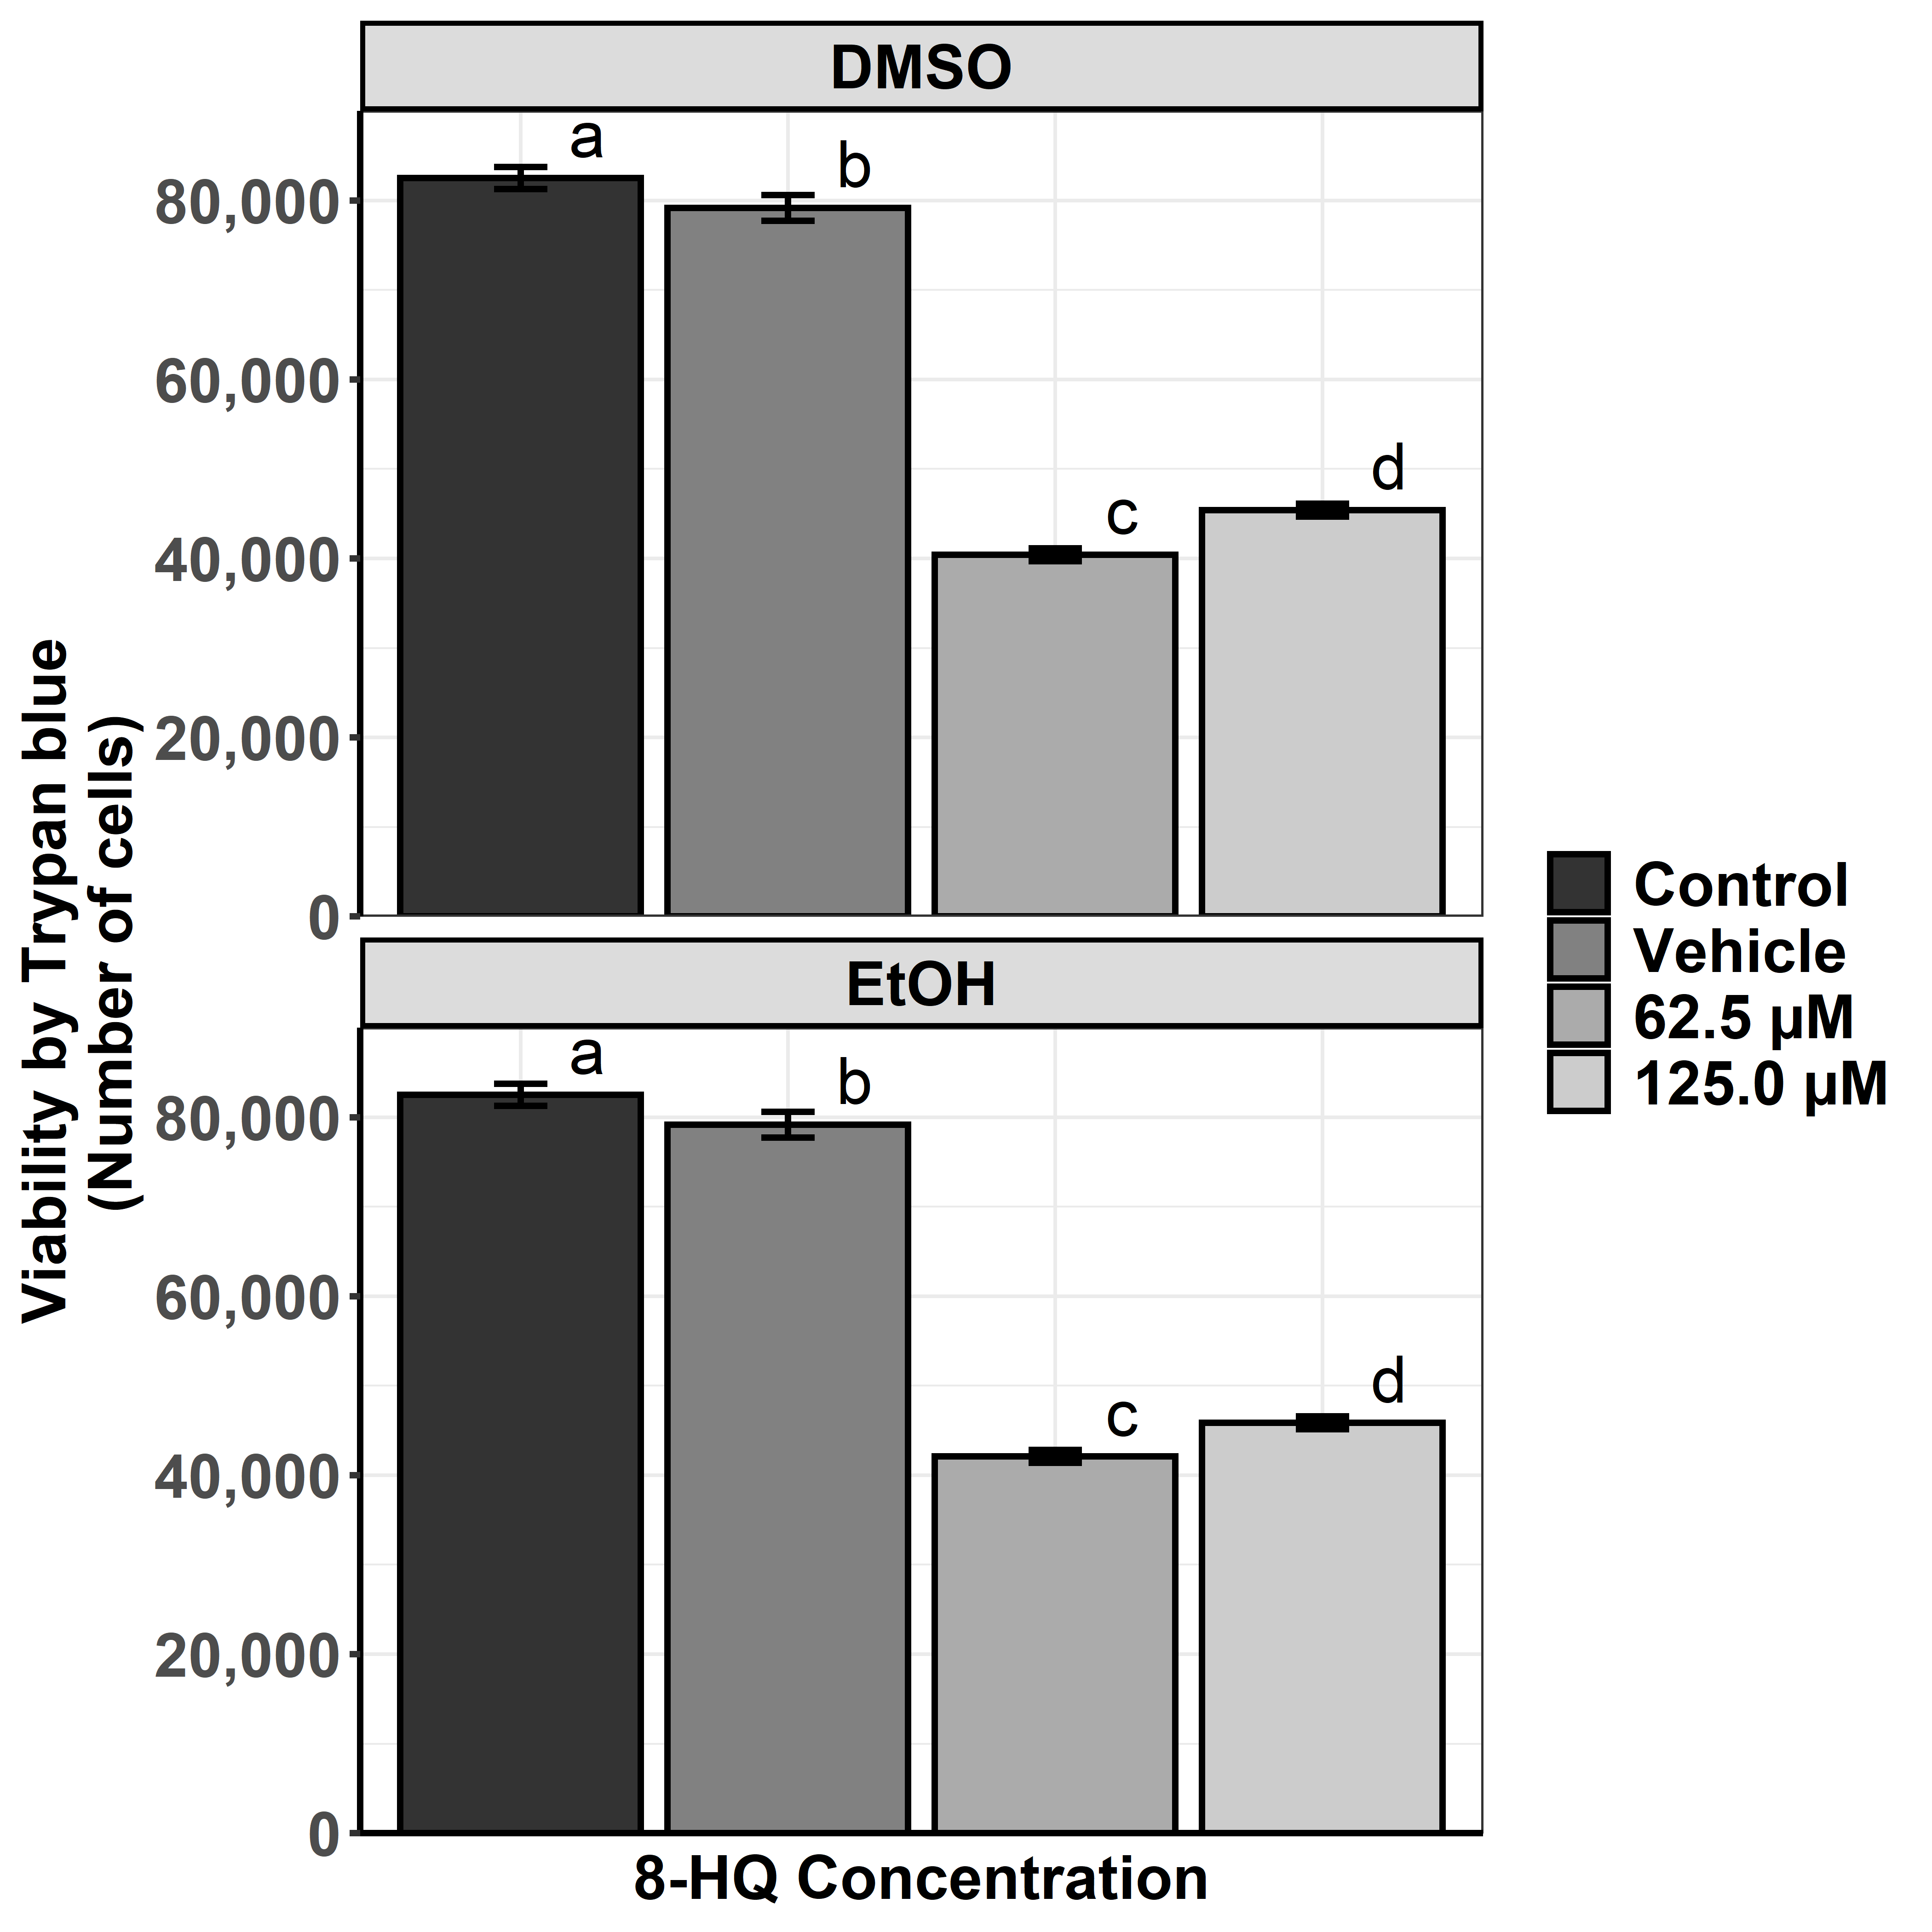 DMSO
a
b
c
d
80,000
60,000
40,000
20,000
0
EtOH
a
b
c
d
80,000
60,000
40,000
20,000
0
Viability by Trypan blue
(Number of cells)
8-HQ Concentration
Control
Vehicle
62.5 µM
125.0 µM